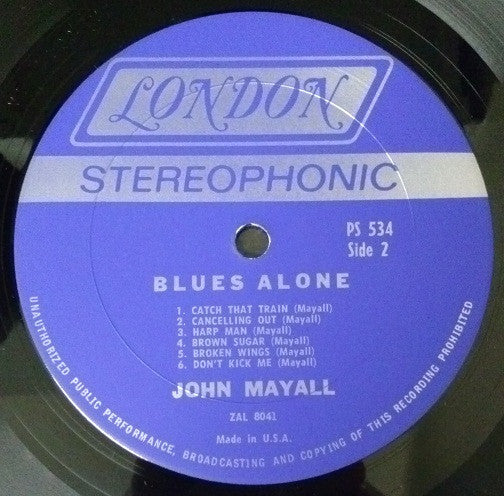 LONDON
STEREOPHONIC
PS 534
Side 2
BLUES ALONE
1. CATCH THAT TRAIN (Mayall)
2. CANCELLING OUT (Mayall)
3. HARP MAN (Mayall)
4. BROWN SUGAR (Mayall)
5. BROKEN WINGS (Mayall)
6. DON'T KICK ME (Mayall)
JOHN MAYALL
ZAL 8041
Made in U.S.A.
UNAUTHORIZED PUBLIC PERFORMANCE, BROADCASTING AND COPYING OF THIS RECORDING PROHIBITED